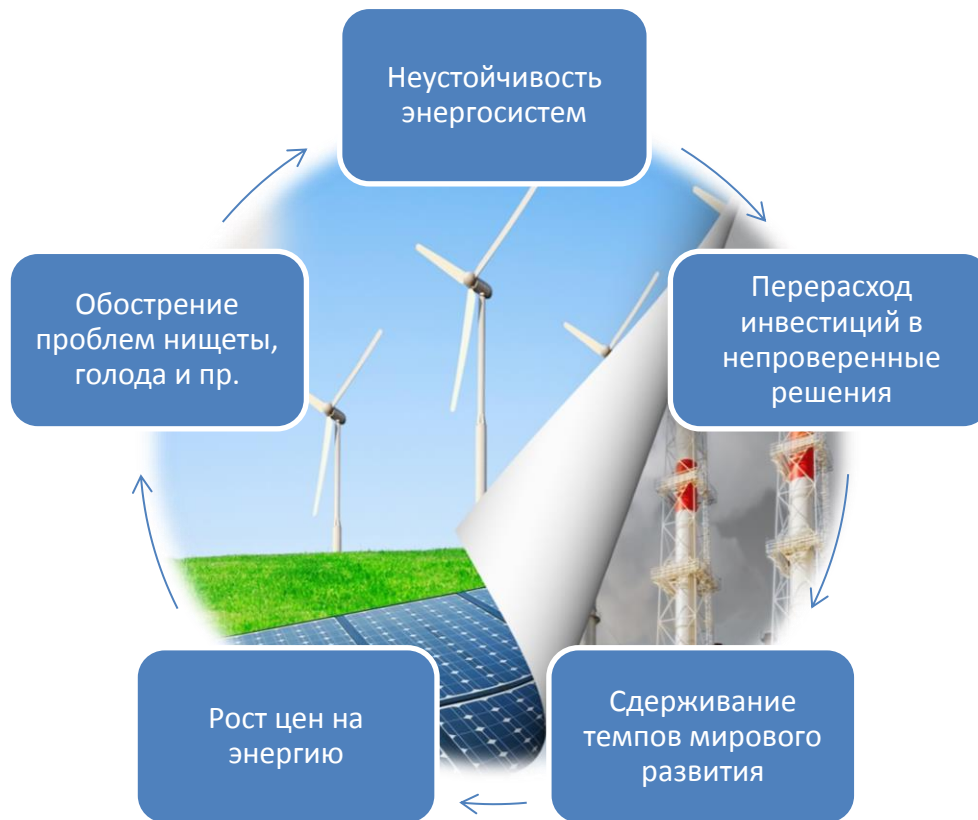 Неустойчивость
энергосистем
Перерасход
инвестиций в
непроверенные
решения
Сдерживание
темпов мирового
развития
Рост цен на
энергию
Обострение
проблем нищеты,
голода и пр.